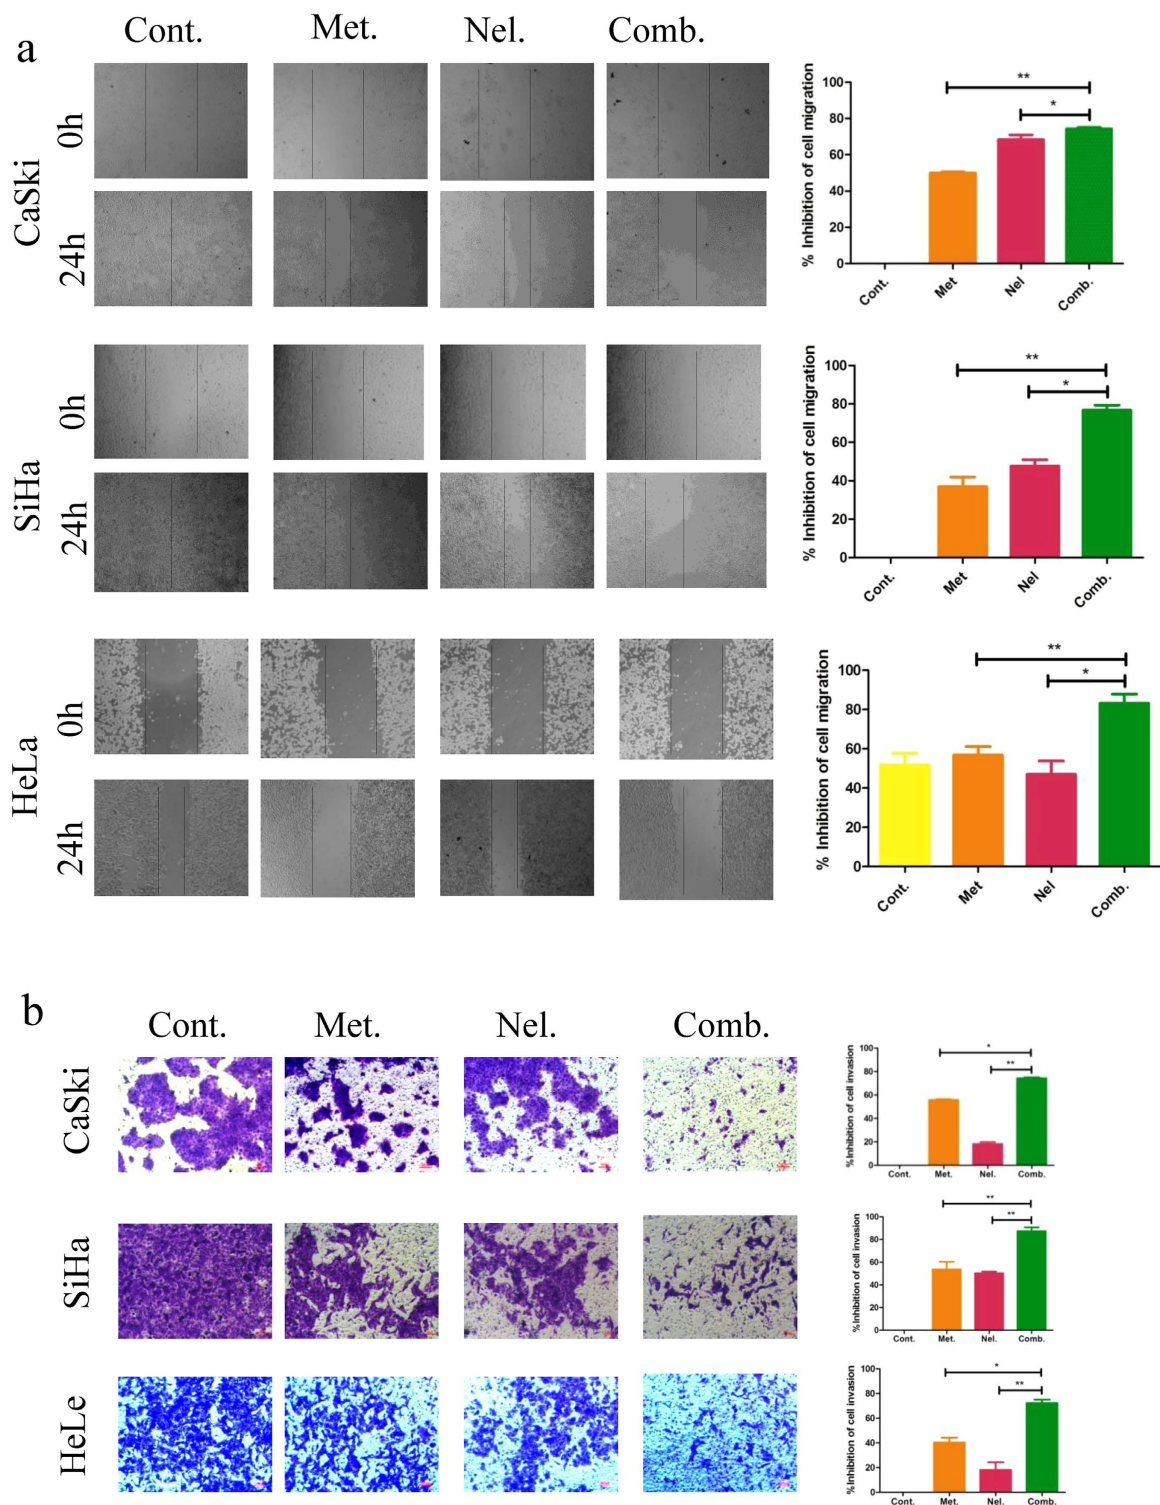 a
Cont. Met. Nel. Comb.
CaSki
0h
24h
% Inhibition of cell migration
100
80
60
40
20
0
**
*
Cont. Met Nel Comb.
SiHa
0h
24h
% Inhibition of cell migration
100
80
60
40
20
0
**
*
Cont. Met Nel Comb.
HeLa
0h
24h
% Inhibition of cell migration
100
80
60
40
20
0
**
*
Cont. Met Nel Comb.
b
Cont. Met. Nel. Comb.
CaSki
%Inhibition of cell invasion
100
80
60
40
20
0
*
**
Cont. Met. Nel. Comb.
SiHa
%Inhibition of cell invasion
100
80
60
40
20
0
**
**
Cont. Met. Nel. Comb.
HeLe
%Inhibition of cell invasion
100
80
60
40
20
0
*
**
Cont. Met. Nel. Comb.